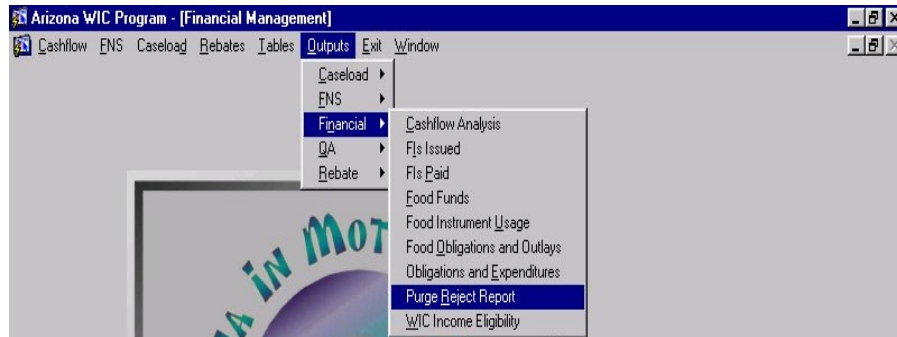 Arizona WIC Program - [Financial Management]
Cashflow FNS Caseload Rebates Tables Outputs Exit Window
Caseload
FNS
Financial
QA
Rebate
Cashflow Analysis
FIs Issued
FIs Paid
Food Funds
Food Instrument Usage
Food Obligations and Outlays
Obligations and Expenditures
Purge Reject Report
WIC Income Eligibility
IN MOT